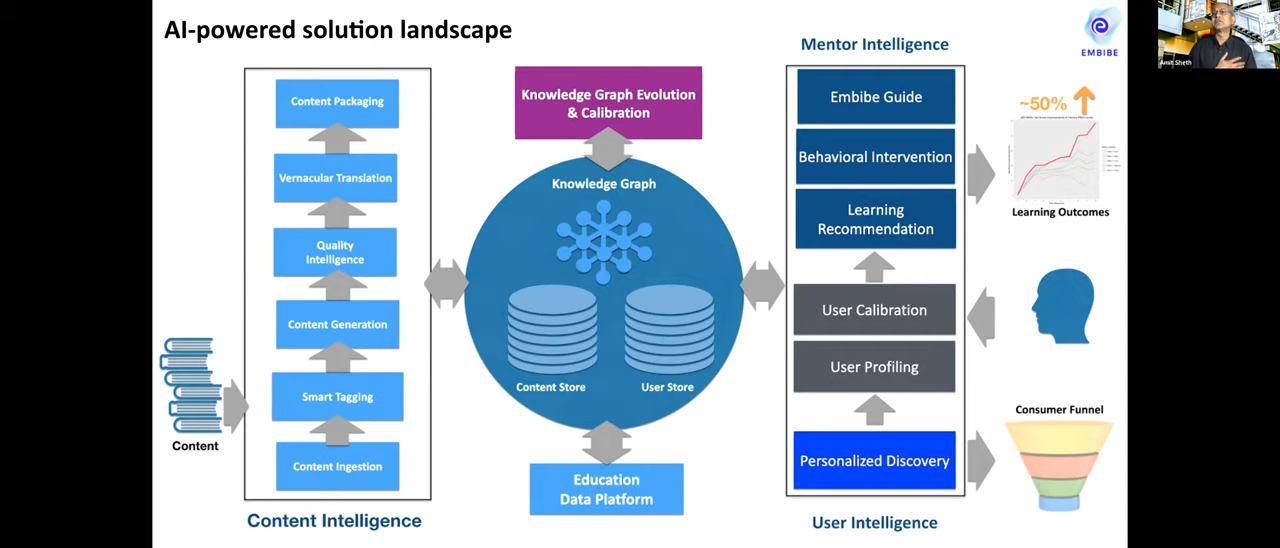 AI-powered solution landscape
EMBIBE
Amit Sheth
Content Packaging
Vernacular Translation
Quality
Intelligence
Content Generation
Smart Tagging
Content Ingestion
Content
Content Intelligence
Knowledge Graph Evolution
& Calibration
Knowledge Graph
Content Store
User Store
Education
Data Platform
Mentor Intelligence
Embibe Guide
Behavioral Intervention
Learning
Recommendation
User Calibration
User Profiling
Personalized Discovery
User Intelligence
~50%
Learning Outcomes
Consumer Funnel